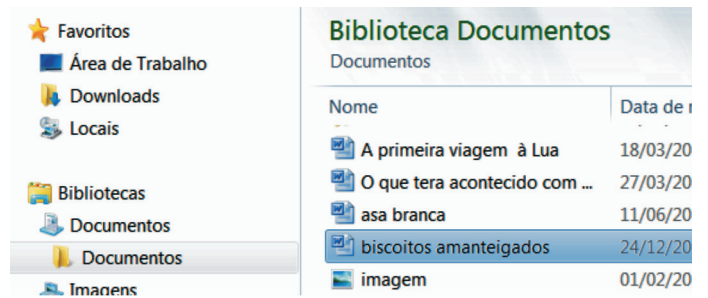 Favoritos
Área de Trabalho
Downloads
Locais
Bibliotecas
Documentos
Documentos
Imagens
Biblioteca Documentos
Documentos
Nome Data de
A primeira viagem à Lua 18/03/20
O que tera acontecido com ... 27/03/20
asa branca 11/06/20
biscoitos amanteigados 24/12/20
imagem 01/02/20